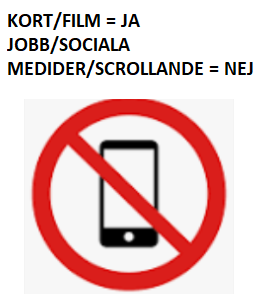 KORT/FILM = JA
JOBB/SOCIALA
MEDIDER/SCROLLANDE = NEJ